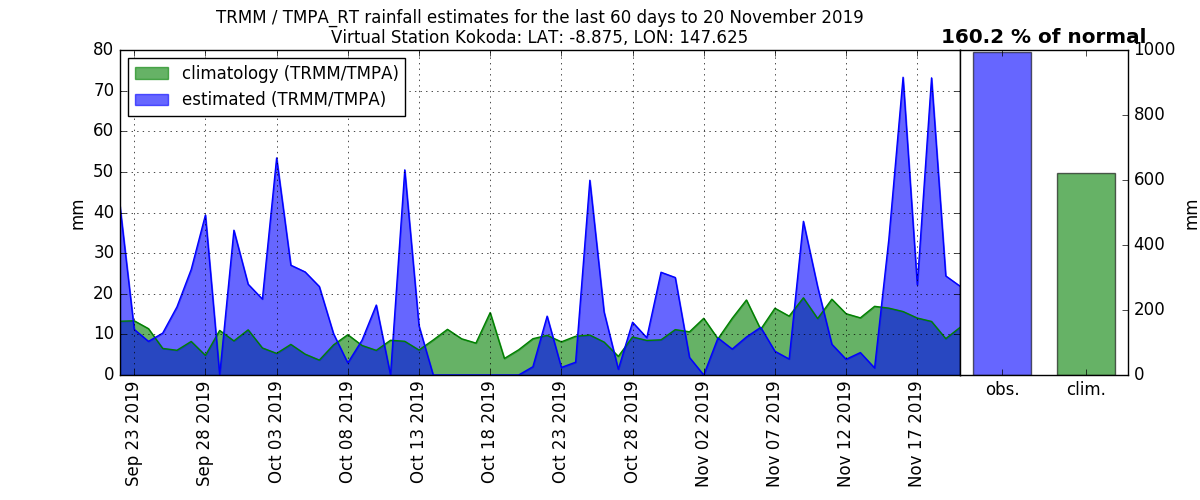 TRMM / TMPA_RT rainfall estimates for the last 60 days to 20 November 2019
Virtual Station Kokoda: LAT: -8.875, LON: 147.625
160.2 % of normal
climatology (TRMM/TMPA)
estimated (TRMM/TMPA)
80
70
60
50
40
30
20
10
0
mm
1000
800
600
400
200
0
mm
Sep 23 2019
Sep 28 2019
Oct 03 2019
Oct 08 2019
Oct 13 2019
Oct 18 2019
Oct 23 2019
Oct 28 2019
Nov 02 2019
Nov 07 2019
Nov 12 2019
Nov 17 2019
obs.
clim.